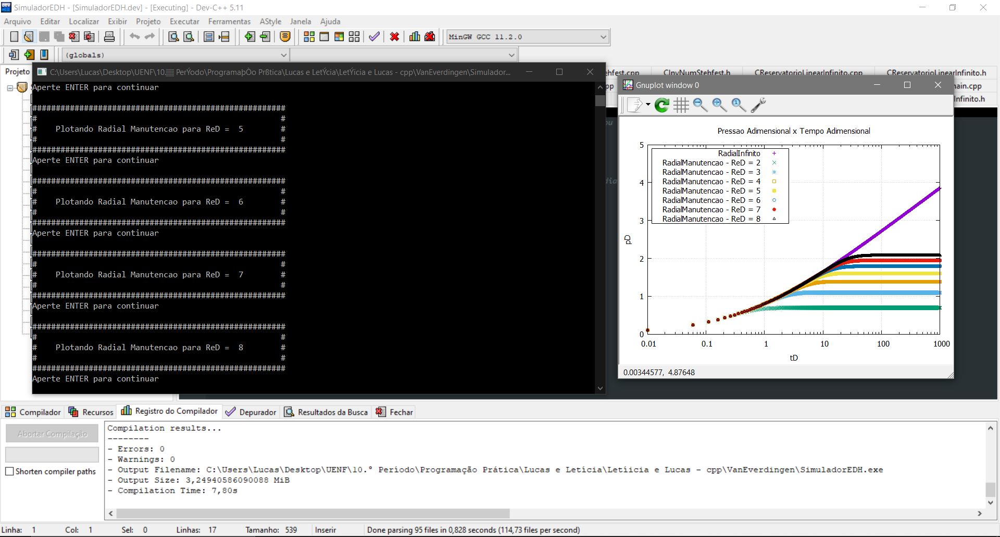 SimuladorEDH - [SimuladorEDH.dev] - [Executing] - Dev-C++ 5.11
Arquivo Editar Localizar Exibir Projeto Executar Ferramentas AStyle Janela Ajuda
MinGW GCC 11.2.0
(globals)
Projeto
C:\Users\Lucas\Desktop\UENF\10.▒ PerÝodo\ProgramaþÒo Prßtica\Lucas e LetÝcia\LetÝicia e Lucas - cpp\VanEverdingen\Simulador...
Aperte ENTER para continuar
######################################################
# #
# Plotando Radial Manutencao para ReD = 5 #
# #
######################################################
Aperte ENTER para continuar
######################################################
# #
# Plotando Radial Manutencao para ReD = 6 #
# #
######################################################
Aperte ENTER para continuar
######################################################
# #
# Plotando Radial Manutencao para ReD = 7 #
# #
######################################################
Aperte ENTER para continuar
######################################################
# #
# Plotando Radial Manutencao para ReD = 8 #
# #
######################################################
Aperte ENTER para continuar
CInvNumStehfest.h CReservatorioLinearInfinito.cpp CReservatorioLinearInfinito.h
Gnuplot window 0
Pressao Adimensional x Tempo Adimensional
RadialInfinito
RadialManutencao - ReD = 2
RadialManutencao - ReD = 3
RadialManutencao - ReD = 4
RadialManutencao - ReD = 5
RadialManutencao - ReD = 6
RadialManutencao - ReD = 7
RadialManutencao - ReD = 8
5
4
3
2
1
0
pD
0.01 0.1 1 10 100 1000
tD
0.00344577, 4.87648
Compilador Recursos Registro do Compilador Depurador Resultados da Busca Fechar
Abortar Compilação
Shorten compiler paths
Compilation results...
--------
- Errors: 0
- Warnings: 0
- Output Filename: C:\Users\Lucas\Desktop\UENF\10.° Período\Programação Prática\Lucas e Letícia\Letíicia e Lucas - cpp\VanEverdingen\SimuladorEDH.exe
- Output Size: 3,24940586090088 MiB
- Compilation Time: 7,80s
Linha: 1 Col: 1 Sel: 0 Linhas: 17 Tamanho: 539 Inserir Done parsing 95 files in 0,828 seconds (114,73 files per second)